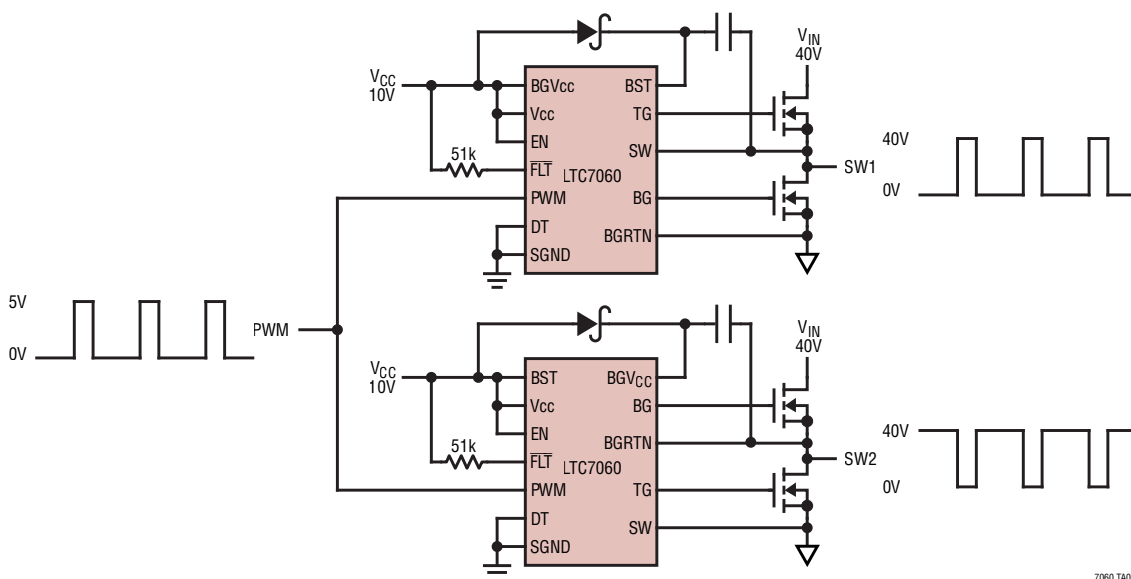 VIN
40V
VCC
10V
BGVcc
BST
Vcc
TG
EN
SW
51k
FLT
LTC7060
SW1
40V
0V
PWM
BG
DT
BGRTN
SGND
5V
0V
PWM
VIN
40V
VCC
10V
BST
BGVCC
Vcc
BG
EN
BGRTN
51k
FLT
LTC7060
SW2
40V
0V
PWM
TG
DT
SW
SGND
7060 TA0